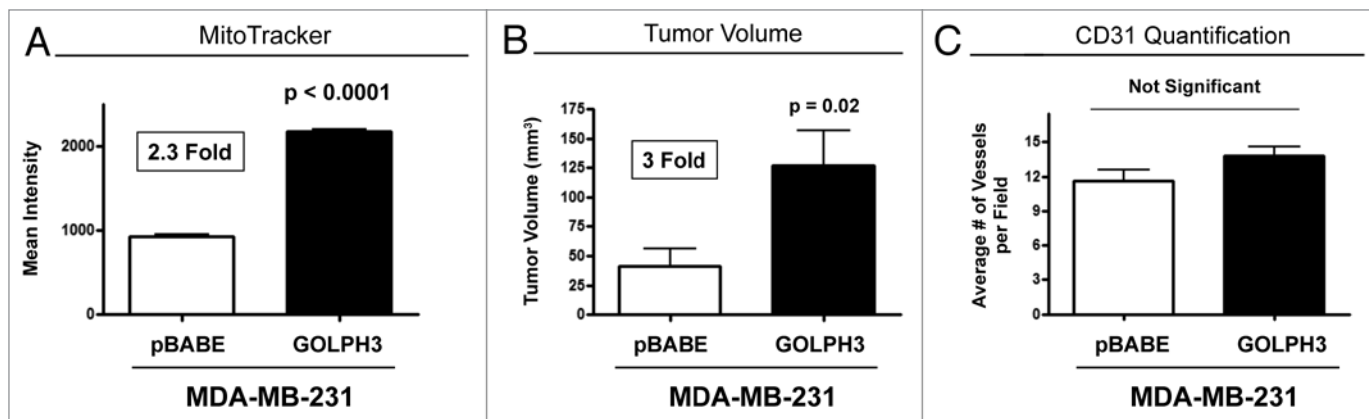 A
MitoTracker
p < 0.0001
2.3 Fold
Mean Intensity
2000
1000
0
pBABE
GOLPH3
MDA-MB-231
B
Tumor Volume
p = 0.02
3 Fold
Tumor Volume (mm³)
175
150
125
100
75
50
25
0
pBABE
GOLPH3
MDA-MB-231
C
CD31 Quantification
Not Significant
Average # of Vessels
per Field
15
12
9
6
3
0
pBABE
GOLPH3
MDA-MB-231